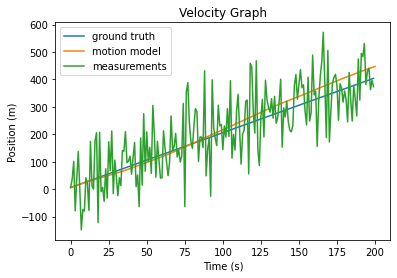 Velocity Graph
ground truth
motion model
measurements
Position (m)
600
500
400
300
200
100
0
−100
0
25
50
75
100
125
150
175
200
Time (s)